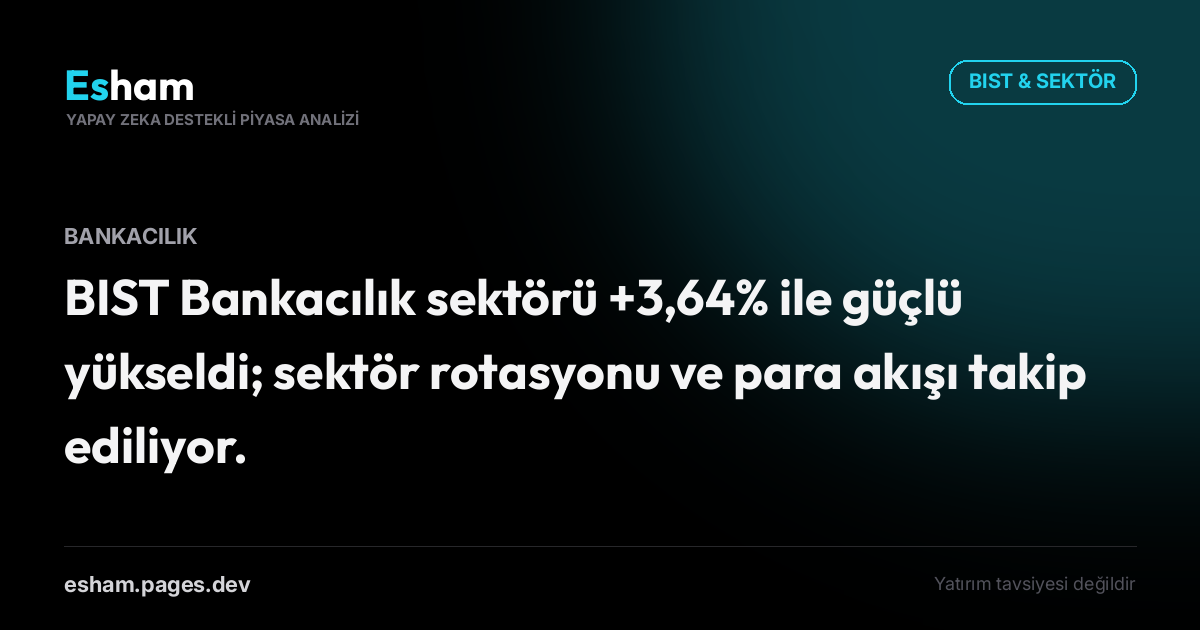 Esham
YAPAY ZEKA DESTEKLİ PİYASA ANALİZİ
BIST & SEKTÖR
BANKACILIK
BIST Bankacılık sektörü +3,64% ile güçlü
yükseldi; sektör rotasyonu ve para akışı takip
ediliyor.
esham.pages.dev
Yatırım tavsiyesi değildir